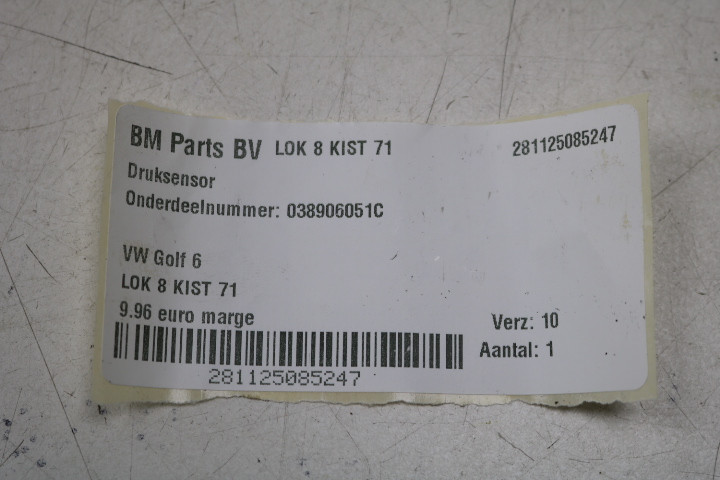 BM Parts BV LOK 8 KIST 71 281125085247
Druksensor
Onderdeelnummer: 038906051C
VW Golf 6
LOK 8 KIST 71
9.96 euro marge
Verz: 10
Aantal: 1
281125085247